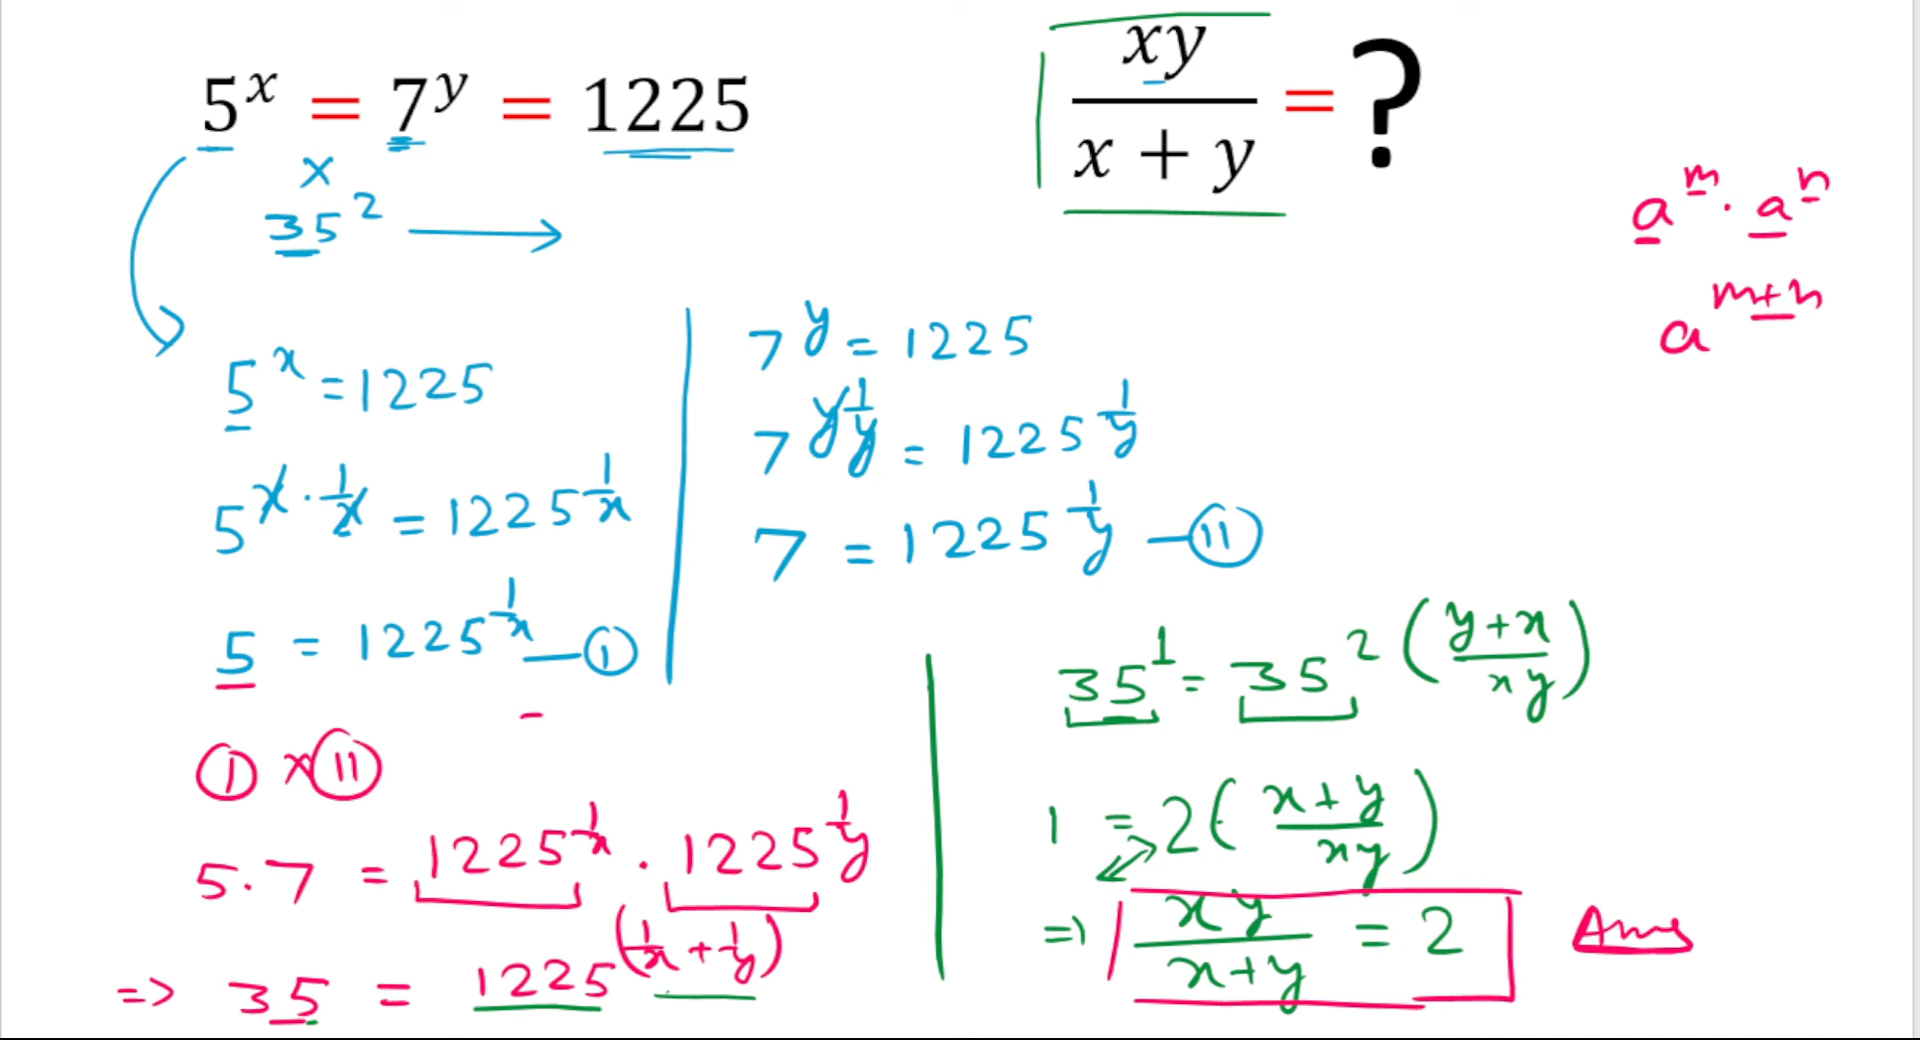 5^x = 7^y = 1225
xy/(x + y) = ?
x
35^2 →
a^m · a^n
a^(m+n)
5^x = 1225
5^(x · 1/x) = 1225^(1/x)
5 = 1225^(1/x) — (I)
7^y = 1225
7^(y 1/y) = 1225^(1/y)
7 = 1225^(1/y) — (II)
(I) × (II)
5.7 = 1225^(1/x) . 1225^(1/y)
=> 35 = 1225^(1/x + 1/y)
35^1 = 35^2((y+x)/xy)
1 = 2((x+y)/xy)
=> xy/(x+y) = 2 Ans